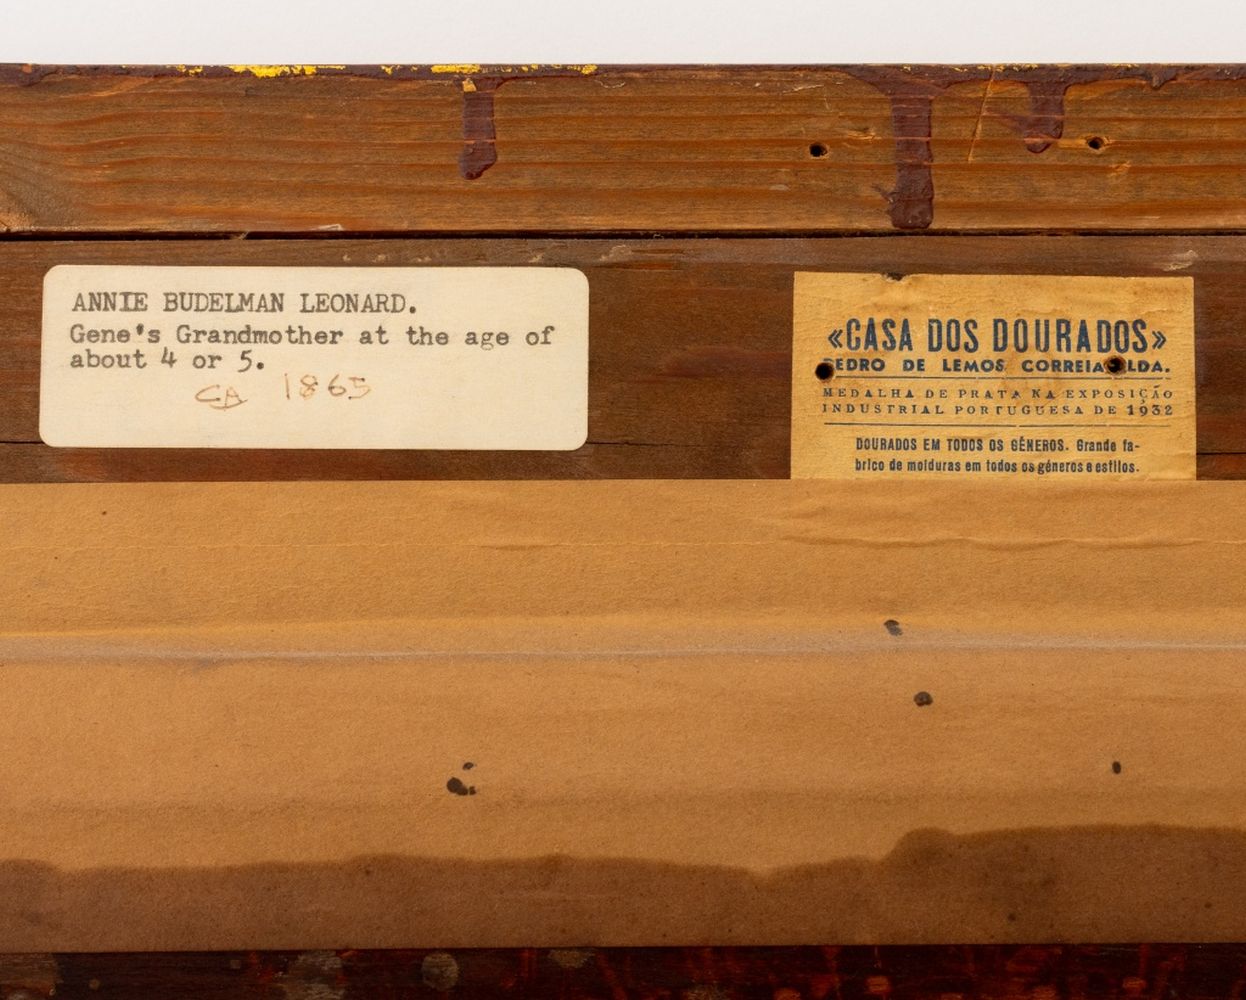 ANNIE BUDELMAN LEONARD.
Gene's Grandmother at the age of
about 4 or 5.
CA 1865
«CASA DOS DOURADOS»
PEDRO DE LEMOS CORREIA LDA.
MEDALHA DE PRATA NA EXPOSIÇÃO
INDUSTRIAL PORTUGUESA DE 1932
DOURADOS EM TODOS OS GÉNEROS. Grande fa-
brico de molduras em todos os géneros e estilos.